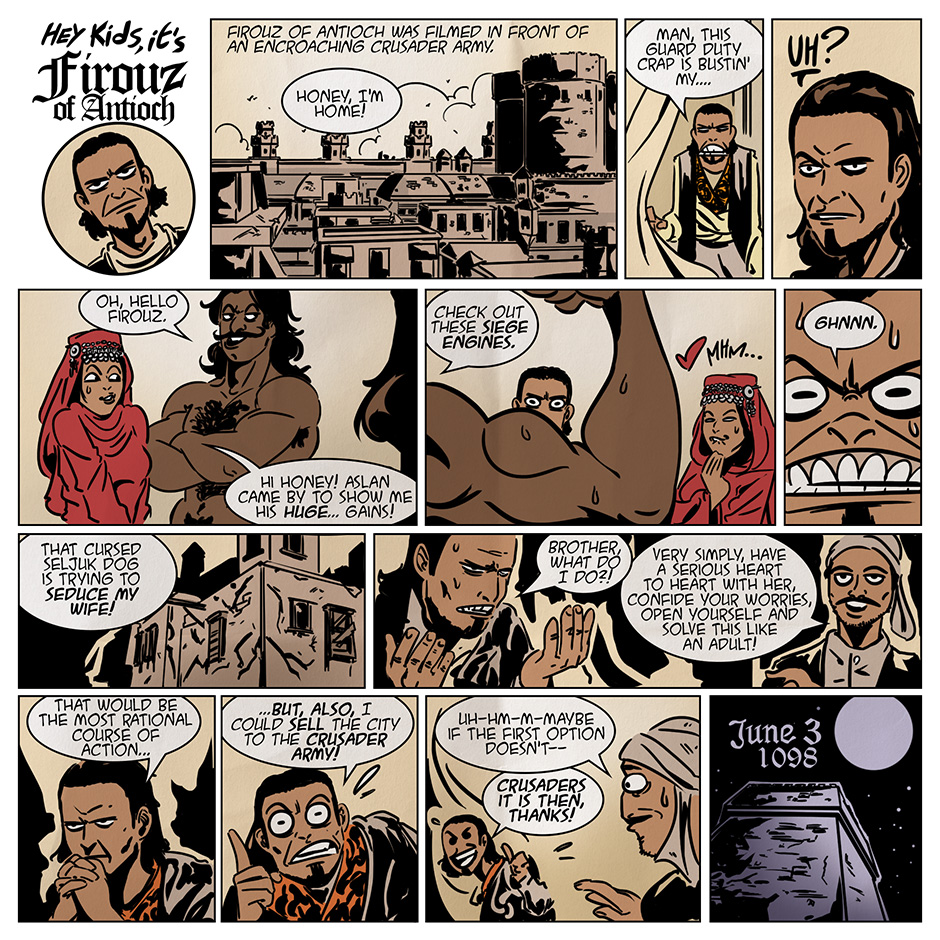 HEY KIDS, IT'S
Firouz
of Antioch
FIROUZ OF ANTIOCH WAS FILMED IN FRONT OF
AN ENCROACHING CRUSADER ARMY.
HONEY, I'M
HOME!
MAN, THIS
GUARD DUTY
CRAP IS BUSTIN'
MY....
UH?
OH, HELLO
FIROUZ.
HI HONEY! ASLAN
CAME BY TO SHOW ME
HIS HUGE... GAINS!
CHECK OUT
THESE SIEGE
ENGINES.
MHM...
GHNNN.
THAT CURSED
SELJUK DOG
IS TRYING TO
SEDUCE MY
WIFE!
BROTHER,
WHAT DO
I DO?!
VERY SIMPLY, HAVE
A SERIOUS HEART
TO HEART WITH HER,
CONFIDE YOUR WORRIES,
OPEN YOURSELF AND
SOLVE THIS LIKE
AN ADULT!
THAT WOULD BE
THE MOST RATIONAL
COURSE OF
ACTION...
...BUT, ALSO, I
COULD SELL THE CITY
TO THE CRUSADER
ARMY!
UH-HM-M-MAYBE
IF THE FIRST OPTION
DOESN'T--
CRUSADERS
IT IS THEN,
THANKS!
June 3
1098